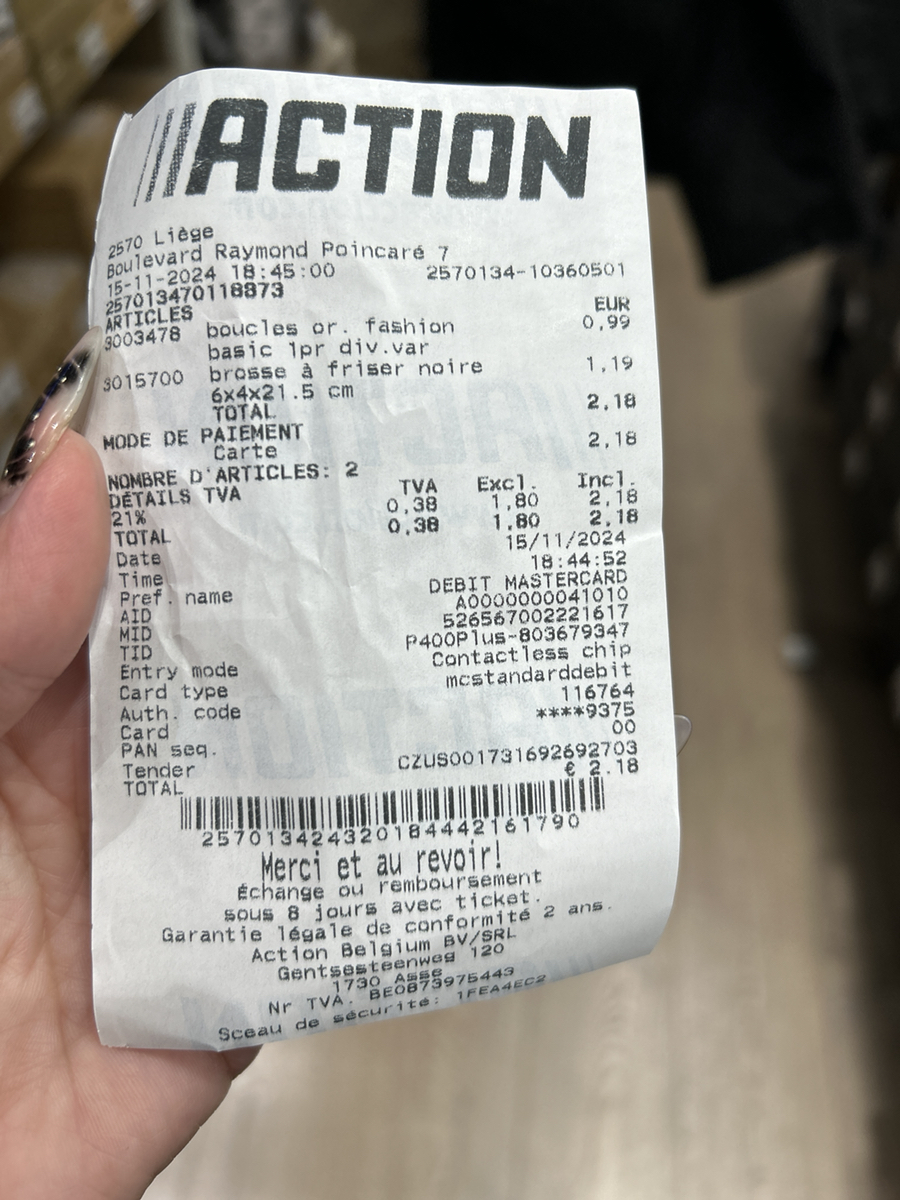 ACTION
2570 Liège
Boulevard Raymond Poincaré 7
15-11-2024 18:45:00 2570134-10360501
257013470118873
ARTICLES EUR
3003478 boucles or. fashion 0,99
basic 1pr div.var
3015700 brosse à friser noire 1,19
6x4x21.5 cm
TOTAL 2,18
MODE DE PAIEMENT
Carte 2,18
NOMBRE D'ARTICLES: 2
DÉTAILS TVA TVA Excl. Incl.
21% 0,38 1,80 2,18
TOTAL 0,38 1,80 2,18
Date 15/11/2024
Time 18:44:52
Pref. name DEBIT MASTERCARD
AID A0000000041010
MID 526567002221617
TID P400Plus-803679347
Entry mode Contactless chip
Card type mcstandarddebit
Auth. code 116764
Card ****9375
PAN seq. 00
Tender CZUS001731692692703
TOTAL € 2.18
2570134243201844421617​90
Merci et au revoir!
Échange ou remboursement
sous 8 jours avec ticket.
Garantie légale de conformité 2 ans.
Action Belgium BV/SRL
Gentsesteenweg 120
1730 Asse
Nr TVA. BE0873975443
Sceau de sécurité: 1FEA4EC2